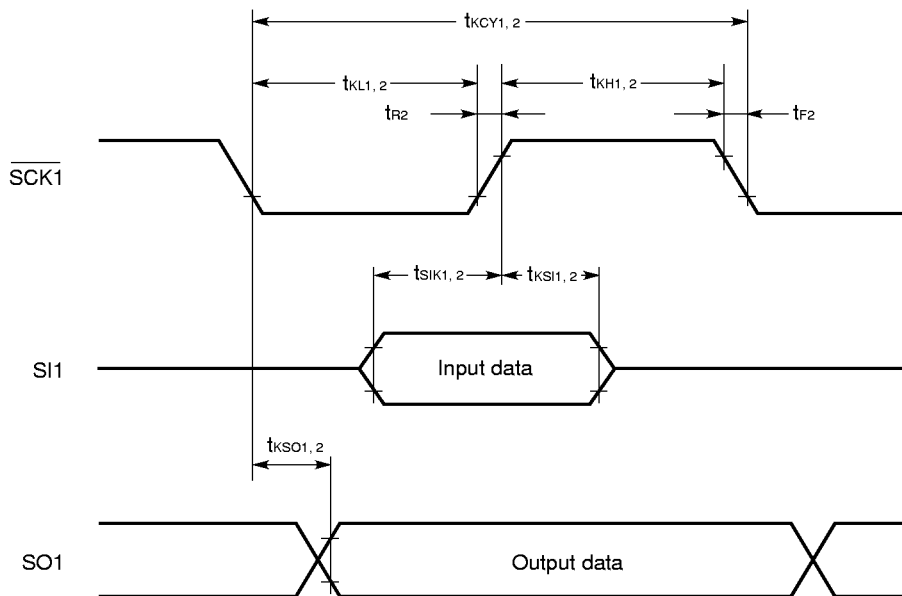 tKCY1, 2
tKL1, 2
tKH1, 2
tR2
tF2
SCK1
tSIK1, 2
tKSI1, 2
SI1
Input data
tKSO1, 2
SO1
Output data